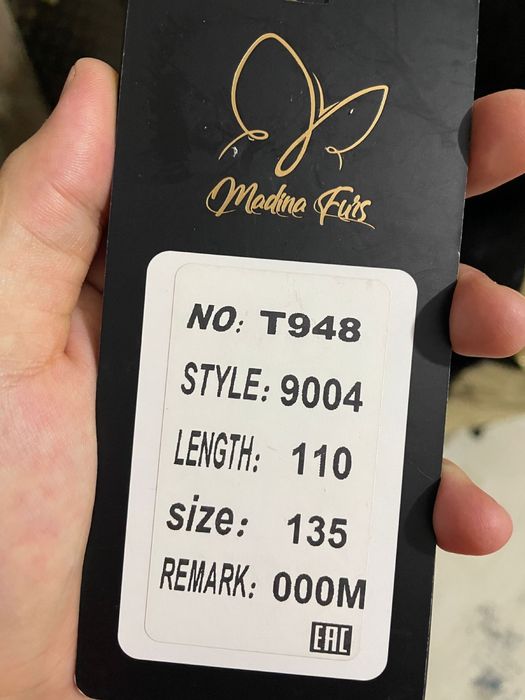 Madina Furs
NO: T948
STYLE: 9004
LENGTH: 110
size: 135
REMARK: 000M
EAC